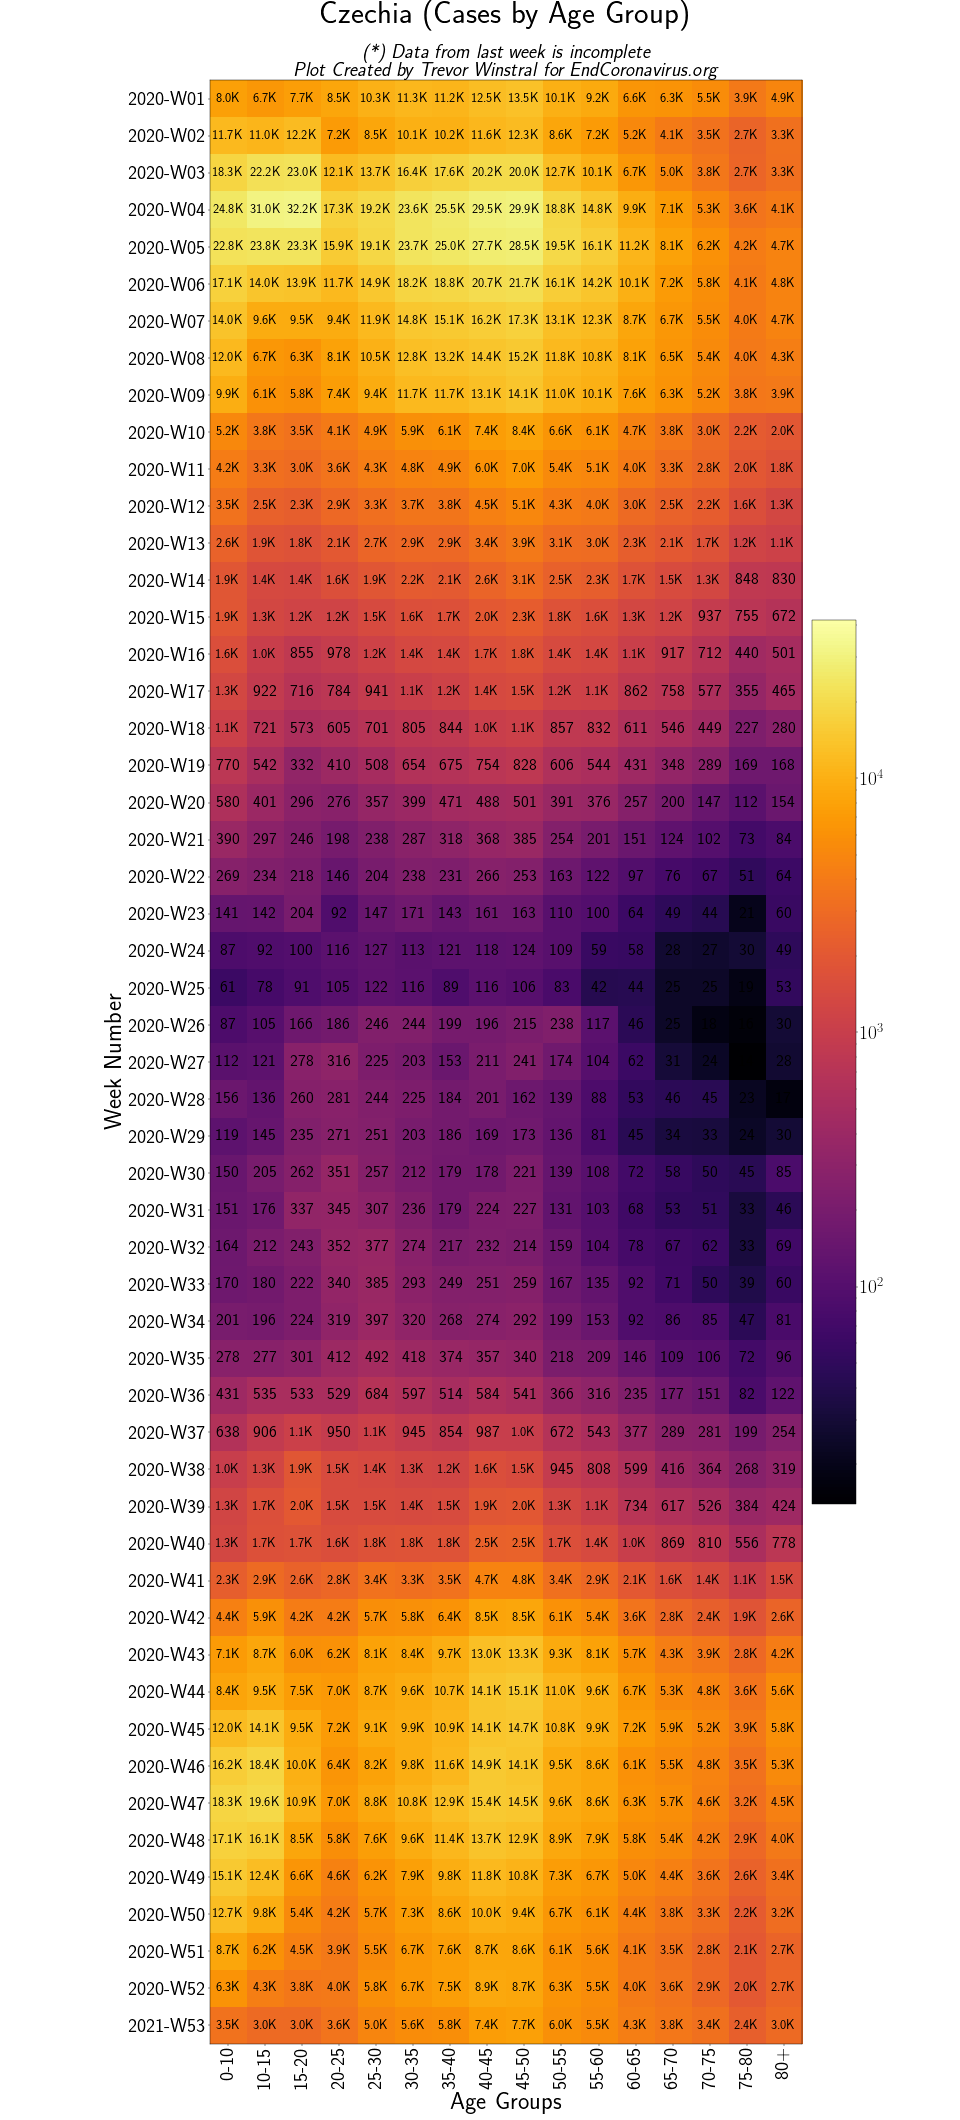 Czechia (Cases by Age Group)
(*) Data from last week is incomplete
Plot Created by Trevor Winstral for EndCoronavirus.org
2020-W01 8.0K 6.7K 7.7K 8.5K 10.3K 11.3K 11.2K 12.5K 13.5K 10.1K 9.2K 6.6K 6.3K 5.5K 3.9K 4.9K
2020-W02 11.7K 11.0K 12.2K 7.2K 8.5K 10.1K 10.2K 11.6K 12.3K 8.6K 7.2K 5.2K 4.1K 3.5K 2.7K 3.3K
2020-W03 18.3K 22.2K 23.0K 12.1K 13.7K 16.4K 17.6K 20.2K 20.0K 12.7K 10.1K 6.7K 5.0K 3.8K 2.7K 3.3K
2020-W04 24.8K 31.0K 32.2K 17.3K 19.2K 23.6K 25.5K 29.5K 29.9K 18.8K 14.8K 9.9K 7.1K 5.3K 3.6K 4.1K
2020-W05 22.8K 23.8K 23.3K 15.9K 19.1K 23.7K 25.0K 27.7K 28.5K 19.5K 16.1K 11.2K 8.1K 6.2K 4.2K 4.7K
2020-W06 17.1K 14.0K 13.9K 11.7K 14.9K 18.2K 18.8K 20.7K 21.7K 16.1K 14.2K 10.1K 7.2K 5.8K 4.1K 4.8K
2020-W07 14.0K 9.6K 9.5K 9.4K 11.9K 14.8K 15.1K 16.2K 17.3K 13.1K 12.3K 8.7K 6.7K 5.5K 4.0K 4.7K
2020-W08 12.0K 6.7K 6.3K 8.1K 10.5K 12.8K 13.2K 14.4K 15.2K 11.8K 10.8K 8.1K 6.5K 5.4K 4.0K 4.3K
2020-W09 9.9K 6.1K 5.8K 7.4K 9.4K 11.7K 11.7K 13.1K 14.1K 11.0K 10.1K 7.6K 6.3K 5.2K 3.8K 3.9K
2020-W10 5.2K 3.8K 3.5K 4.1K 4.9K 5.9K 6.1K 7.4K 8.4K 6.6K 6.1K 4.7K 3.8K 3.0K 2.2K 2.0K
2020-W11 4.2K 3.3K 3.0K 3.6K 4.3K 4.8K 4.9K 6.0K 7.0K 5.4K 5.1K 4.0K 3.3K 2.8K 2.0K 1.8K
2020-W12 3.5K 2.5K 2.3K 2.9K 3.3K 3.7K 3.8K 4.5K 5.1K 4.3K 4.0K 3.0K 2.5K 2.2K 1.6K 1.3K
2020-W13 2.6K 1.9K 1.8K 2.1K 2.7K 2.9K 2.9K 3.4K 3.9K 3.1K 3.0K 2.3K 2.1K 1.7K 1.2K 1.1K
2020-W14 1.9K 1.4K 1.4K 1.6K 1.9K 2.2K 2.1K 2.6K 3.1K 2.5K 2.3K 1.7K 1.5K 1.3K 848 830
2020-W15 1.9K 1.3K 1.2K 1.2K 1.5K 1.6K 1.7K 2.0K 2.3K 1.8K 1.6K 1.3K 1.2K 937 755 672
2020-W16 1.6K 1.0K 855 978 1.2K 1.4K 1.4K 1.7K 1.8K 1.4K 1.4K 1.1K 917 712 440 501
2020-W17 1.3K 922 716 784 941 1.1K 1.2K 1.4K 1.5K 1.2K 1.1K 862 758 577 355 465
2020-W18 1.1K 721 573 605 701 805 844 1.0K 1.1K 857 832 611 546 449 227 280
2020-W19 770 542 332 410 508 654 675 754 828 606 544 431 348 289 169 168
2020-W20 580 401 296 276 357 399 471 488 501 391 376 257 200 147 112 154
2020-W21 390 297 246 198 238 287 318 368 385 254 201 151 124 102 73 84
2020-W22 269 234 218 146 204 238 231 266 253 163 122 97 76 67 51 64
2020-W23 141 142 204 92 147 171 143 161 163 110 100 64 49 44 21 60
2020-W24 87 92 100 116 127 113 121 118 124 109 59 58 28 27 30 49
2020-W25 61 78 91 105 122 116 89 116 106 83 42 44 25 25 53
2020-W26 87 105 166 186 246 244 199 196 215 238 117 46 25 30
2020-W27 112 121 278 316 225 203 153 211 241 174 104 62 31 24 28
2020-W28 156 136 260 281 244 225 184 201 162 139 88 53 46 45 23
2020-W29 119 145 235 271 251 203 186 169 173 136 81 45 34 33 24 30
2020-W30 150 205 262 351 257 212 179 178 221 139 108 72 58 50 45 85
2020-W31 151 176 337 345 307 236 179 224 227 131 103 68 53 51 33 46
2020-W32 164 212 243 352 377 274 217 232 214 159 104 78 67 62 33 69
2020-W33 170 180 222 340 385 293 249 251 259 167 135 92 71 50 39 60
2020-W34 201 196 224 319 397 320 268 274 292 199 153 92 86 85 47 81
2020-W35 278 277 301 412 492 418 374 357 340 218 209 146 109 106 72 96
2020-W36 431 535 533 529 684 597 514 584 541 366 316 235 177 151 82 122
2020-W37 638 906 1.1K 950 1.1K 945 854 987 1.0K 672 543 377 289 281 199 254
2020-W38 1.0K 1.3K 1.9K 1.5K 1.4K 1.3K 1.2K 1.6K 1.5K 945 808 599 416 364 268 319
2020-W39 1.3K 1.7K 2.0K 1.5K 1.5K 1.4K 1.5K 1.9K 2.0K 1.3K 1.1K 734 617 526 384 424
2020-W40 1.3K 1.7K 1.7K 1.6K 1.8K 1.8K 1.8K 2.5K 2.5K 1.7K 1.4K 1.0K 869 810 556 778
2020-W41 2.3K 2.9K 2.6K 2.8K 3.4K 3.3K 3.5K 4.7K 4.8K 3.4K 2.9K 2.1K 1.6K 1.4K 1.1K 1.5K
2020-W42 4.4K 5.9K 4.2K 4.2K 5.7K 5.8K 6.4K 8.5K 8.5K 6.1K 5.4K 3.6K 2.8K 2.4K 1.9K 2.6K
2020-W43 7.1K 8.7K 6.0K 6.2K 8.1K 8.4K 9.7K 13.0K 13.3K 9.3K 8.1K 5.7K 4.3K 3.9K 2.8K 4.2K
2020-W44 8.4K 9.5K 7.5K 7.0K 8.7K 9.6K 10.7K 14.1K 15.1K 11.0K 9.6K 6.7K 5.3K 4.8K 3.6K 5.6K
2020-W45 12.0K 14.1K 9.5K 7.2K 9.1K 9.9K 10.9K 14.1K 14.7K 10.8K 9.9K 7.2K 5.9K 5.2K 3.9K 5.8K
2020-W46 16.2K 18.4K 10.0K 6.4K 8.2K 9.8K 11.6K 14.9K 14.1K 9.5K 8.6K 6.1K 5.5K 4.8K 3.5K 5.3K
2020-W47 18.3K 19.6K 10.9K 7.0K 8.8K 10.8K 12.9K 15.4K 14.5K 9.6K 8.6K 6.3K 5.7K 4.6K 3.2K 4.5K
2020-W48 17.1K 16.1K 8.5K 5.8K 7.6K 9.6K 11.4K 13.7K 12.9K 8.9K 7.9K 5.8K 5.4K 4.2K 2.9K 4.0K
2020-W49 15.1K 12.4K 6.6K 4.6K 6.2K 7.9K 9.8K 11.8K 10.8K 7.3K 6.7K 5.0K 4.4K 3.6K 2.6K 3.4K
2020-W50 12.7K 9.8K 5.4K 4.2K 5.7K 7.3K 8.6K 10.0K 9.4K 6.7K 6.1K 4.4K 3.8K 3.3K 2.2K 3.2K
2020-W51 8.7K 6.2K 4.5K 3.9K 5.5K 6.7K 7.6K 8.7K 8.6K 6.1K 5.6K 4.1K 3.5K 2.8K 2.1K 2.7K
2020-W52 6.3K 4.3K 3.8K 4.0K 5.8K 6.7K 7.5K 8.9K 8.7K 6.3K 5.5K 4.0K 3.6K 2.9K 2.0K 2.7K
2021-W53 3.5K 3.0K 3.0K 3.6K 5.0K 5.6K 5.8K 7.4K 7.7K 6.0K 5.5K 4.3K 3.8K 3.4K 2.4K 3.0K
0-10 10-15 15-20 20-25 25-30 30-35 35-40 40-45 45-50 50-55 55-60 60-65 65-70 70-75 75-80 80+
Age Groups
Week Number
10⁴
10³
10²